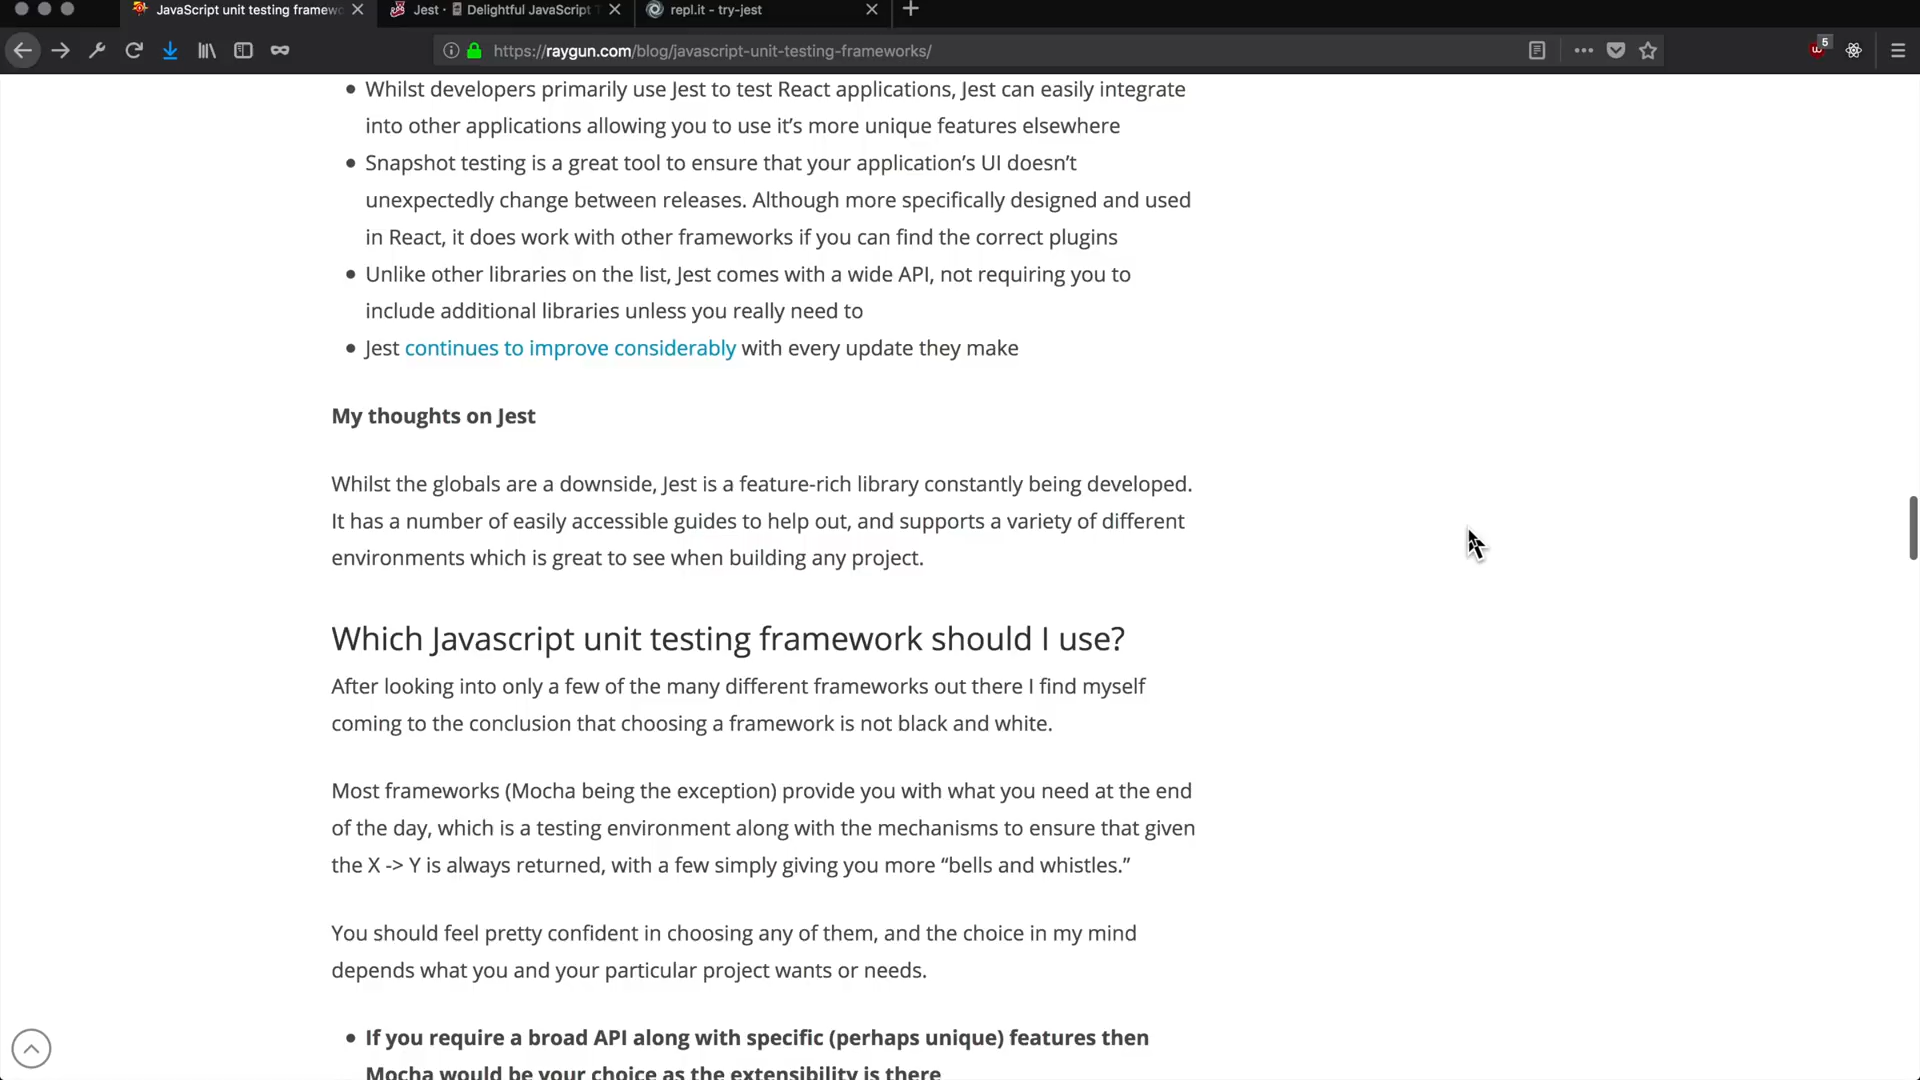 JavaScript unit testing framew
Jest · Delightful JavaScript T
repl.it - try-jest
https://raygun.com/blog/javascript-unit-testing-frameworks/
5
Whilst developers primarily use Jest to test React applications, Jest can easily integrate
into other applications allowing you to use it’s more unique features elsewhere
Snapshot testing is a great tool to ensure that your application’s UI doesn’t
unexpectedly change between releases. Although more specifically designed and used
in React, it does work with other frameworks if you can find the correct plugins
Unlike other libraries on the list, Jest comes with a wide API, not requiring you to
include additional libraries unless you really need to
Jest continues to improve considerably with every update they make
My thoughts on Jest
Whilst the globals are a downside, Jest is a feature-rich library constantly being developed.
It has a number of easily accessible guides to help out, and supports a variety of different
environments which is great to see when building any project.
Which Javascript unit testing framework should I use?
After looking into only a few of the many different frameworks out there I find myself
coming to the conclusion that choosing a framework is not black and white.
Most frameworks (Mocha being the exception) provide you with what you need at the end
of the day, which is a testing environment along with the mechanisms to ensure that given
the X -> Y is always returned, with a few simply giving you more “bells and whistles.”
You should feel pretty confident in choosing any of them, and the choice in my mind
depends what you and your particular project wants or needs.
If you require a broad API along with specific (perhaps unique) features then
Mocha would be your choice as the extensibility is there